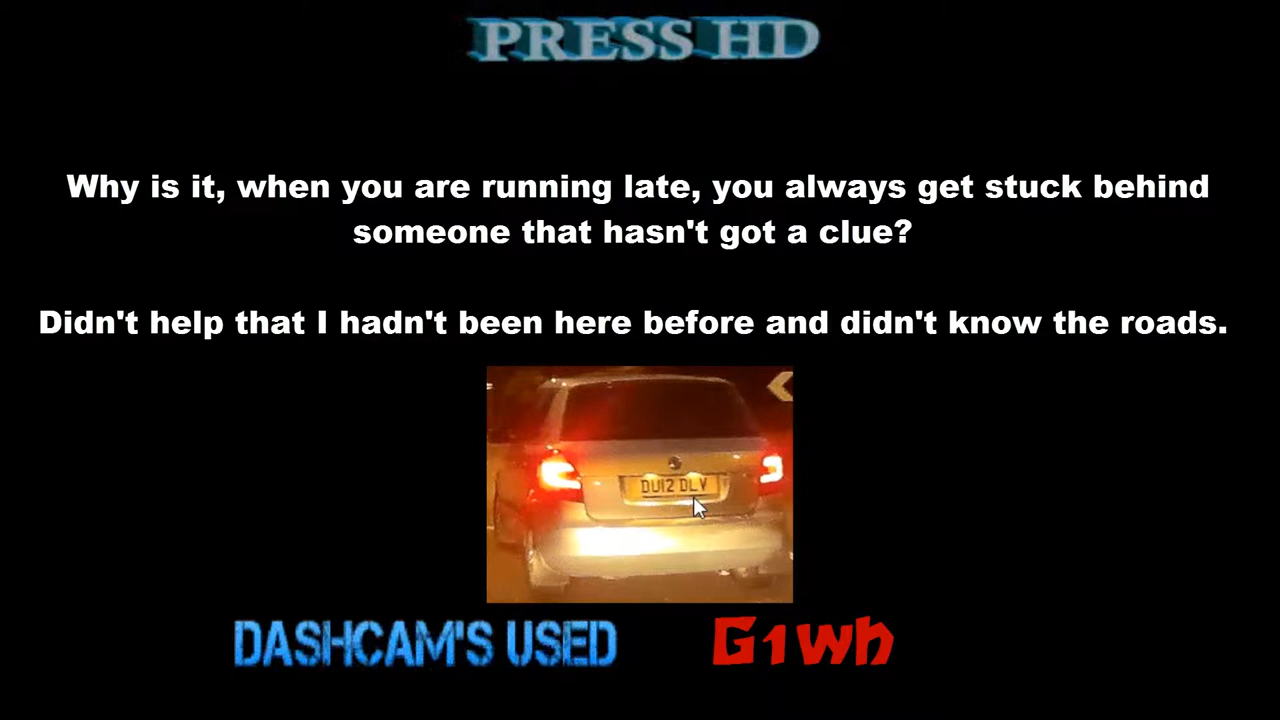 PRESS HD
Why is it, when you are running late, you always get stuck behind
someone that hasn't got a clue?
Didn't help that I hadn't been here before and didn't know the roads.
DU12 DLV
DASHCAM'S USED G1Wh